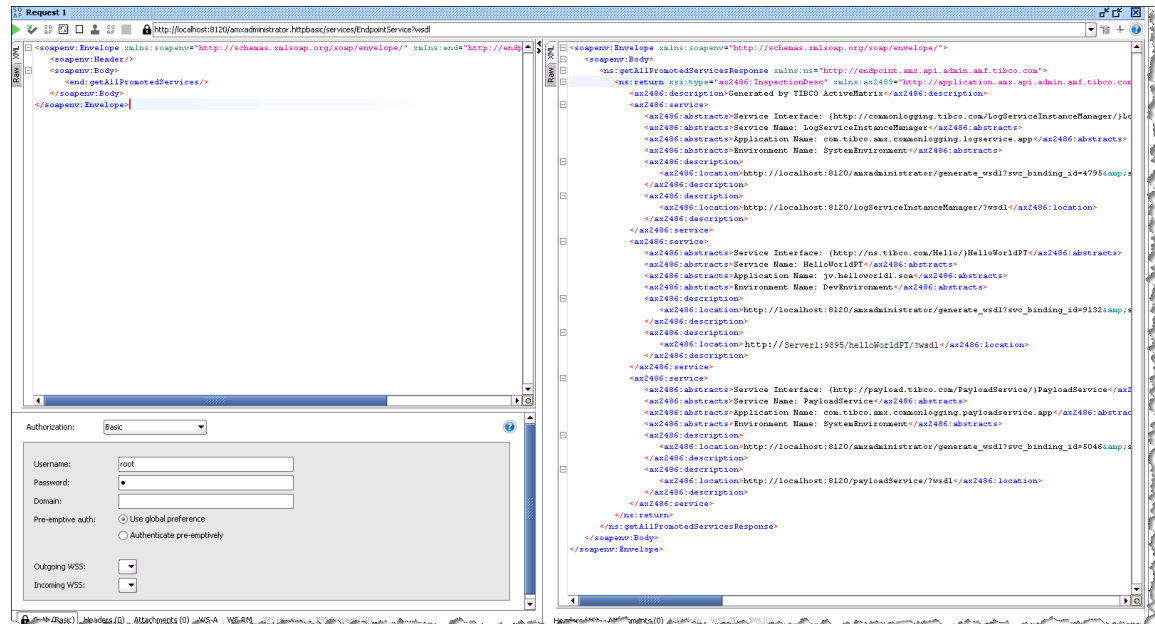 Request 1
http://localhost:8120/amxadministrator.httpbasic/services/EndpointService?wsdl
XML
Raw
<soapenv:Envelope xmlns:soapenv="http://schemas.xmlsoap.org/soap/envelope/" xmlns:end="http://endp
<soapenv:Header/>
<soapenv:Body>
<end:getAllPromotedServices/>
</soapenv:Body>
</soapenv:Envelope>
Authorization: Basic
Username: root
Password:
Domain:
Pre-emptive auth: Use global preference
Authenticate pre-emptively
Outgoing WSS:
Incoming WSS:
(Basic) Headers (0) Attachments (0) WS-A WS-RM
XML
Raw
<soapenv:Envelope xmlns:soapenv="http://schemas.xmlsoap.org/soap/envelope/">
<soapenv:Body>
<ns:getAllPromotedServicesResponse xmlns:ns="http://endpoint.amx.api.admin.amf.tibco.com">
<ns:return xsi:type="ax2486:InspectionDesc" xmlns:ax2489="http://application.amx.api.admin.amf.tibco.com
<ax2486:description>Generated by TIBCO ActiveMatrix</ax2486:description>
<ax2486:service>
<ax2486:abstracts>Service Interface: {http://commonlogging.tibco.com/LogServiceInstanceManager/}Lo
<ax2486:abstracts>Service Name: LogServiceInstanceManager</ax2486:abstracts>
<ax2486:abstracts>Application Name: com.tibco.amx.commonlogging.logservice.app</ax2486:abstracts>
<ax2486:abstracts>Environment Name: SystemEnvironment</ax2486:abstracts>
<ax2486:description>
<ax2486:location>http://localhost:8120/amxadministrator/generate_wsdl?svc_binding_id=4795&amp;s
</ax2486:description>
<ax2486:description>
<ax2486:location>http://localhost:8120/logServiceInstanceManager/?wsdl</ax2486:location>
</ax2486:description>
</ax2486:service>
<ax2486:service>
<ax2486:abstracts>Service Interface: {http://ns.tibco.com/Hello/}HelloWorldPT</ax2486:abstracts>
<ax2486:abstracts>Service Name: HelloWorldPT</ax2486:abstracts>
<ax2486:abstracts>Application Name: jv.helloworld1.soa</ax2486:abstracts>
<ax2486:abstracts>Environment Name: DevEnvironment</ax2486:abstracts>
<ax2486:description>
<ax2486:location>http://localhost:8120/amxadministrator/generate_wsdl?svc_binding_id=9132&amp;s
</ax2486:description>
<ax2486:description>
<ax2486:location>http://Server1:9895/helloWorldPT/?wsdl</ax2486:location>
</ax2486:description>
</ax2486:service>
<ax2486:service>
<ax2486:abstracts>Service Interface: {http://payload.tibco.com/PayloadService/}PayloadService</ax2
<ax2486:abstracts>Service Name: PayloadService</ax2486:abstracts>
<ax2486:abstracts>Application Name: com.tibco.amx.commonlogging.payloadservice.app</ax2486:abstrac
<ax2486:abstracts>Environment Name: SystemEnvironment</ax2486:abstracts>
<ax2486:description>
<ax2486:location>http://localhost:8120/amxadministrator/generate_wsdl?svc_binding_id=5046&amp;s
</ax2486:description>
<ax2486:description>
<ax2486:location>http://localhost:8120/payloadService/?wsdl</ax2486:location>
</ax2486:description>
</ax2486:service>
</ns:return>
</ns:getAllPromotedServicesResponse>
</soapenv:Body>
</soapenv:Envelope>